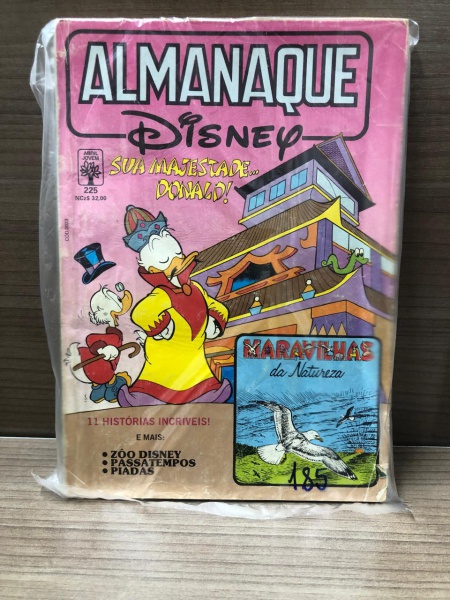 ALMANAQUE
Disney
ABRIL
JOVEM
225
NCz$ 32,00
SUA MAJESTADE...
DONALD!
MARAVILHAS
da Natureza
11 HISTÓRIAS INCRÍVEIS!
E MAIS:
• ZÔO DISNEY
• PASSATEMPOS
• PIADAS
185